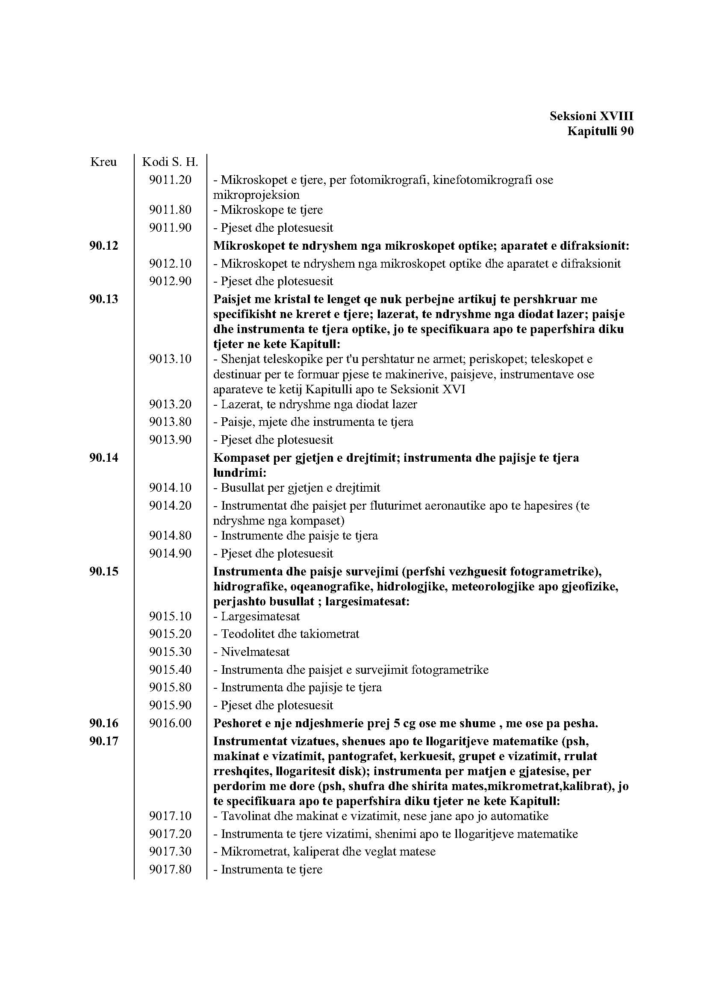 Seksioni XVIII
Kapitulli 90
Kreu Kodi S. H.
9011.20 - Mikroskopet e tjere, per fotomikrografi, kinefotomikrografi ose
mikroprojeksion
9011.80 - Mikroskope te tjere
9011.90 - Pjeset dhe plotesuesit
90.12 Mikroskopet te ndryshem nga mikroskopet optike; aparatet e difraksionit:
9012.10 - Mikroskopet te ndryshem nga mikroskopet optike dhe aparatet e difraksionit
9012.90 - Pjeset dhe plotesuesit
90.13 Paisjet me kristal te lenget qe nuk perbejne artikuj te pershkruar me
specifikisht ne kreret e tjere; lazerat, te ndryshme nga diodat lazer; paisje
dhe instrumenta te tjera optike, jo te specifikuara apo te paperfshira diku
tjeter ne kete Kapitull:
9013.10 - Shenjat teleskopike per t'u pershtatur ne armet; periskopet; teleskopet e
destinuar per te formuar pjese te makinerive, paisjeve, instrumentave ose
aparateve te ketij Kapitulli apo te Seksionit XVI
9013.20 - Lazerat, te ndryshme nga diodat lazer
9013.80 - Paisje, mjete dhe instrumenta te tjera
9013.90 - Pjeset dhe plotesuesit
90.14 Kompaset per gjetjen e drejtimit; instrumenta dhe pajisje te tjera
lundrimi:
9014.10 - Busullat per gjetjen e drejtimit
9014.20 - Instrumentat dhe paisjet per fluturimet aeronautike apo te hapesires (te
ndryshme nga kompaset)
9014.80 - Instrumente dhe paisje te tjera
9014.90 - Pjeset dhe plotesuesit
90.15 Instrumenta dhe paisje survejimi (perfshi vezhguesit fotogrametrike),
hidrografike, oqeanografike, hidrologjike, meteorologjike apo gjeofizike,
perjashto busullat ; largesimatesat:
9015.10 - Largesimatesat
9015.20 - Teodolitet dhe takiometrat
9015.30 - Nivelmatesat
9015.40 - Instrumenta dhe paisjet e survejimit fotogrametrike
9015.80 - Instrumenta dhe pajisje te tjera
9015.90 - Pjeset dhe plotesuesit
90.16 9016.00 Peshoret e nje ndjeshmerie prej 5 cg ose me shume , me ose pa pesha.
90.17 Instrumentat vizatues, shenues apo te llogaritjeve matematike (psh,
makinat e vizatimit, pantografet, kerkuesit, grupet e vizatimit, rrulat
rreshqites, llogaritesit disk); instrumenta per matjen e gjatesise, per
perdorim me dore (psh, shufra dhe shirita mates,mikrometrat,kalibrat), jo
te specifikuara apo te paperfshira diku tjeter ne kete Kapitull:
9017.10 - Tavolinat dhe makinat e vizatimit, nese jane apo jo automatike
9017.20 - Instrumenta te tjere vizatimi, shenimi apo te llogaritjeve matematike
9017.30 - Mikrometrat, kaliperat dhe veglat matese
9017.80 - Instrumenta te tjere